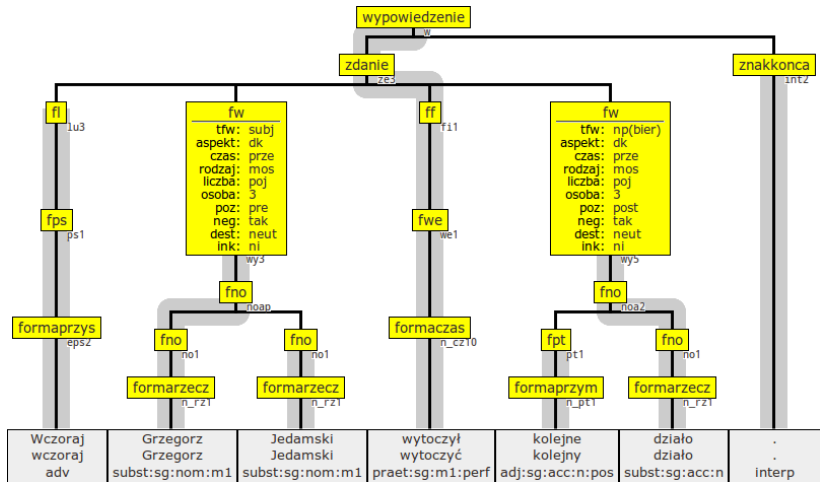 wypowiedzenie
w
zdanie
ze3
znakkonca
int2
fl
lu3
fw
tfw: subj
aspekt: dk
czas: prze
rodzaj: mos
liczba: poj
osoba: 3
poz: pre
neg: tak
dest: neut
ink: ni
wy3
ff
fi1
fw
tfw: np(bier)
aspekt: dk
czas: prze
rodzaj: mos
liczba: poj
osoba: 3
poz: post
neg: tak
dest: neut
ink: ni
wy5
fps
ps1
fwe
we1
fno
noap
fno
noa2
formaprzys
eps2
fno
no1
fno
no1
formaczas
n_cz10
fpt
pt1
fno
no1
formarzecz
n_rz1
formarzecz
n_rz1
formaprzym
n_pt1
formarzecz
n_rz1
Wczoraj Grzegorz Jedamski wytoczył kolejne działo .
wczoraj Grzegorz Jedamski wytoczyć kolejny działo .
adv subst:sg:nom:m1 subst:sg:nom:m1 praet:sg:m1:perf adj:sg:acc:n:pos subst:sg:acc:n interp